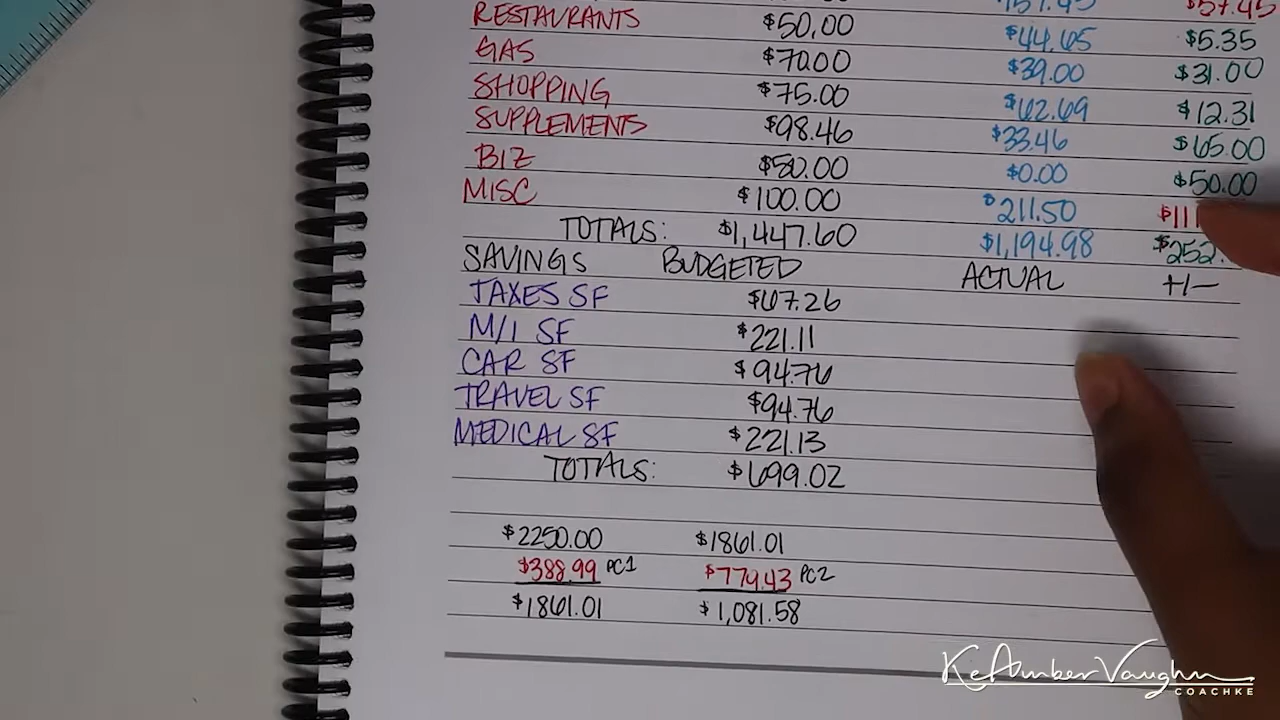 RESTAURANTS $50.00 $44.65 $5.35
GAS $70.00 $39.00 $31.00
SHOPPING $75.00 $62.69 $12.31
SUPPLEMENTS $98.46 $33.46 $65.00
BIZ $50.00 $0.00 $50.00
MISC $100.00 $211.50 $11
TOTALS: $1,447.60 $1,194.98 $252.
SAVINGS BUDGETED ACTUAL +/-
TAXES SF $67.26
M/I SF $221.11
CAR SF $94.76
TRAVEL SF $94.76
MEDICAL SF $221.13
TOTALS: $699.02
$2250.00 $1861.01
$388.99 PC1 $779.43 PC2
$1861.01 $1,081.58
KeAmber Vaughn
COACHKE